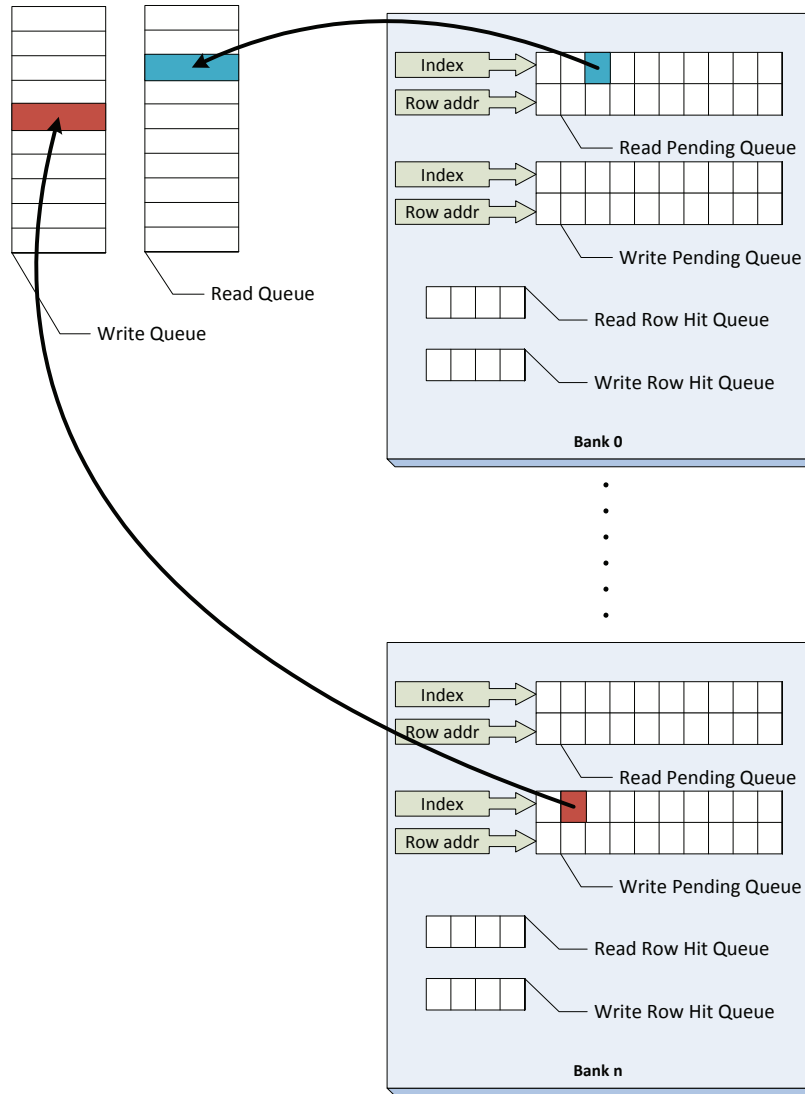 Index
Row addr
Read Pending Queue
Index
Row addr
Write Pending Queue
Read Queue
Read Row Hit Queue
Write Queue
Write Row Hit Queue
Bank 0
Index
Row addr
Read Pending Queue
Index
Row addr
Write Pending Queue
Read Row Hit Queue
Write Row Hit Queue
Bank n